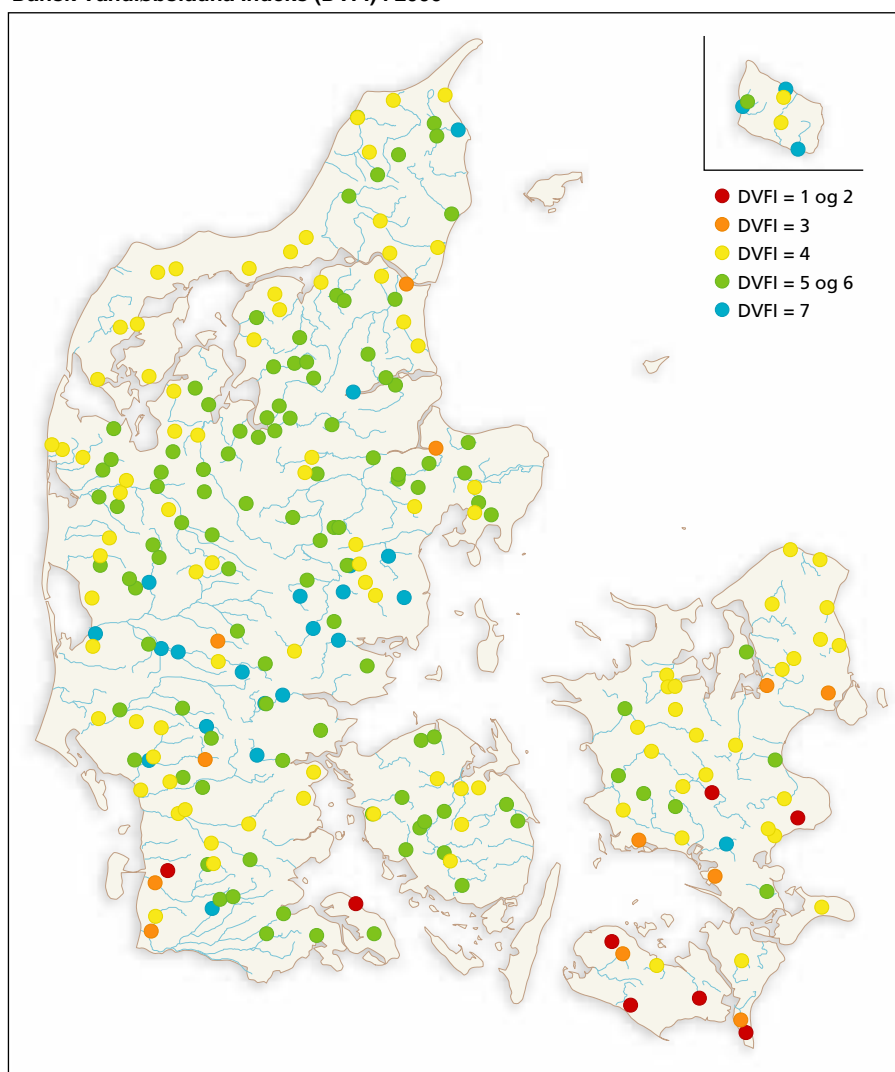 DVFI = 1 og 2
DVFI = 3
DVFI = 4
DVFI = 5 og 6
DVFI = 7